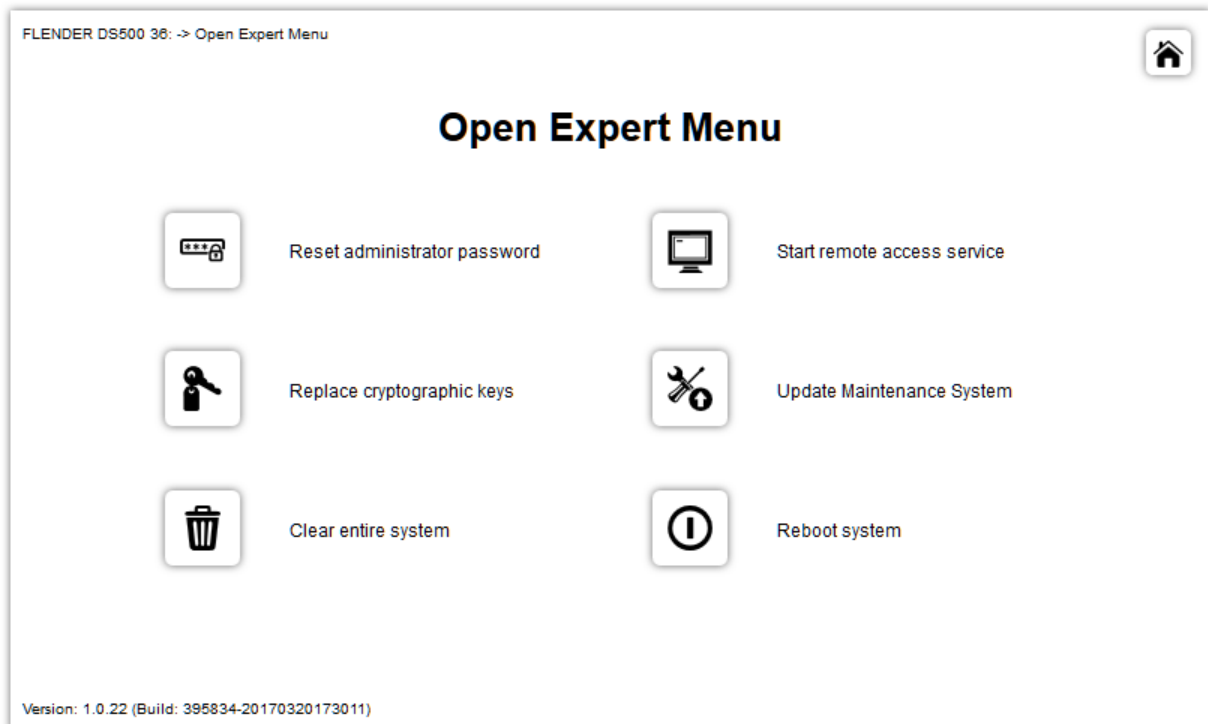 FLENDER DS500 36: -> Open Expert Menu
Open Expert Menu
Reset administrator password
Start remote access service
Replace cryptographic keys
Update Maintenance System
Clear entire system
Reboot system
Version: 1.0.22 (Build: 395834-20170320173011)